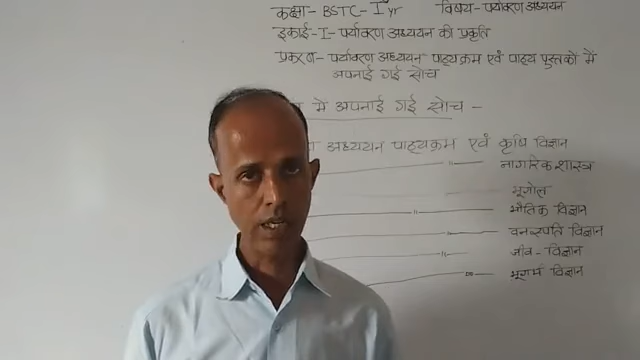 कक्षा- BSTC- I yr विषय- पर्यावरण अध्ययन
इकाई-I- पर्यावरण अध्ययन की प्रकृति
प्रकरण- पर्यावरण अध्ययन पाठ्यक्रम एवं पाठ्य पुस्तकों में
अपनाई गई सोच
में अपनाई गई सोच -
अध्ययन पाठ्यक्रम एवं कृषि विज्ञान
नागरिक शास्त्र
भूगोल
भौतिक विज्ञान
वनस्पति विज्ञान
जीव - विज्ञान
भूगर्भ विज्ञान